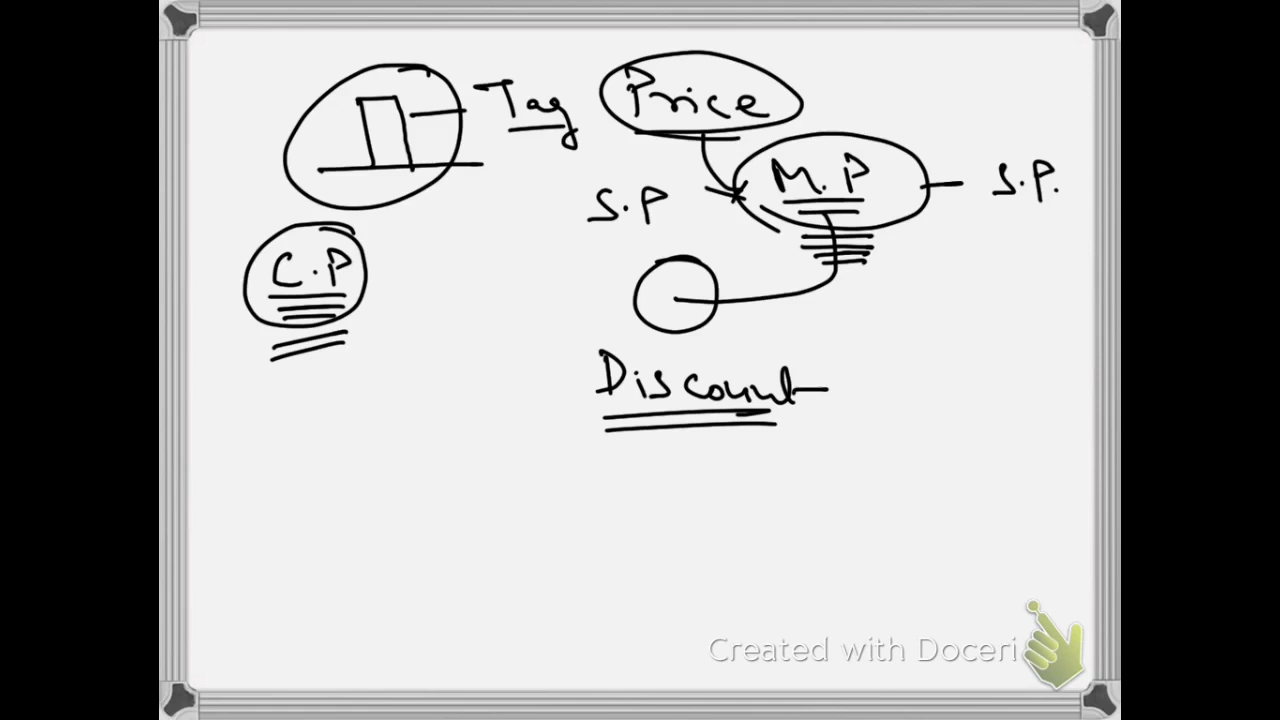 Tag Price
M.P
S.P.
S.P
C.P
Discount
Created with Doceri